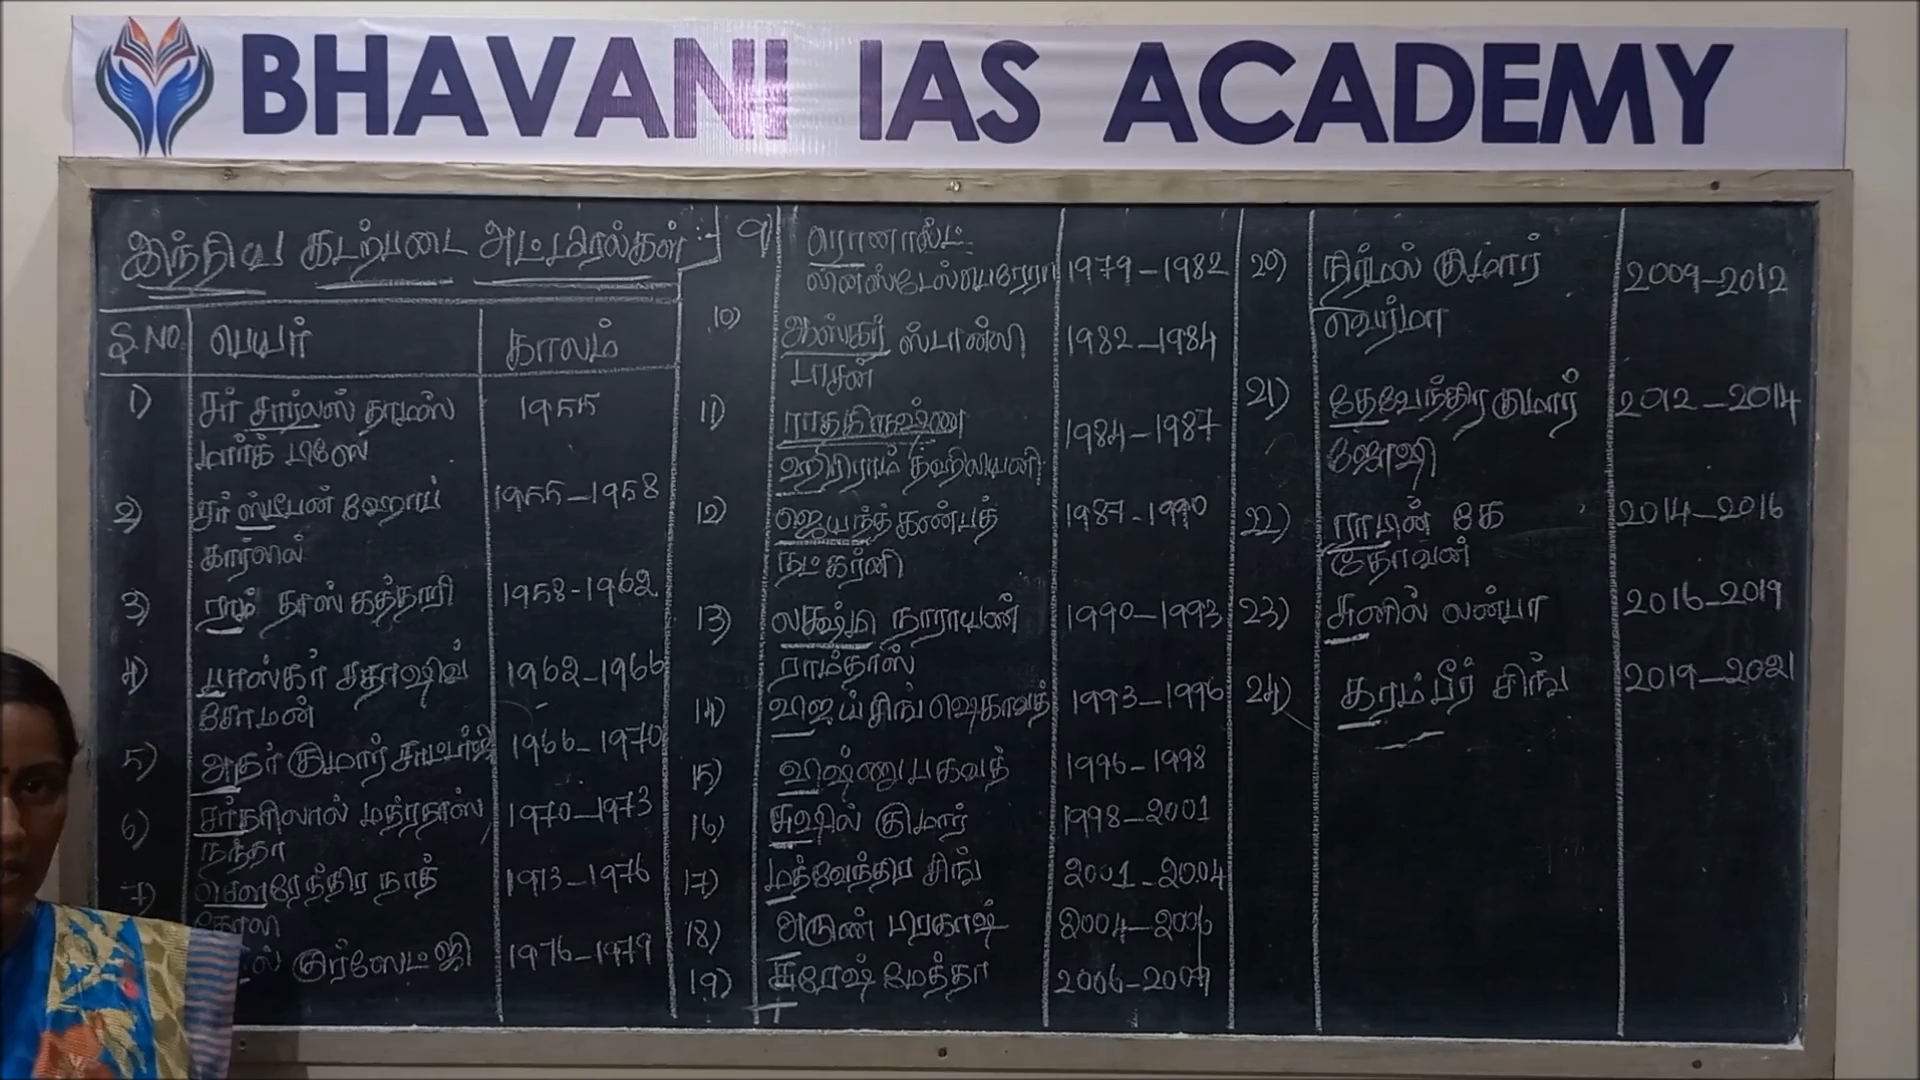 BHAVANI IAS ACADEMY
இந்திய கடற்படை அட்மிரல்கள் :-
S.NO. பெயர் காலம்
1) சர் சார்லஸ் தாமஸ் 1955
மார்க் பிஸே
2) சர் ஸ்டீபன் ஹோய் 1955-1958
கார்லில்
3) ராம் தாஸ் கத்தாரி 1958-1962
4) பாஸ்கர் சதாஷிவ் 1962-1966
சோமன்
5) அதர் குமார் சாட்டர்ஜி 1966-1970
6) சர்தாரிலால் மத்ரதாஸ் 1970-1973
நந்தா
7) நாத் 1973-1976
கோலி
ல் குர்ஸேட்ஜி 1976-1979
9) ரொனால்ட் 1979-1982
10) ஆஸ்கர் ஸ்டான்லி 1982-1984
டாசன்
11) ராதகிருஷ்ண 1984-1987
ஹரிராம் தஹிலியனி
12) ஜெயந்த் கண்பத் 1987-1990
நட்கர்னி
13) லக்ஷ்மி நாராயண் 1990-1993
ராம்தாஸ்
14) விஜய் சிங் ஷெகாவத் 1993-1996
15) விஷ்ணு பகவத் 1996-1998
16) சுஷில் குமார் 1998-2001
17) மத்வேந்திர சிங் 2001-2004
18) அருண் பிரகாஷ் 2004-2006
19) சுரேஷ் மேத்தா 2006-2009
20) நிர்மல் குமார் 2009-2012
வெர்மா
21) தேவேந்திர குமார் 2012-2014
ஜோஷி
22) ராபின் கே 2014-2016
தோவன்
23) சுனில் லன்பா 2016-2019
24) கரம்பீர் சிங் 2019-2021